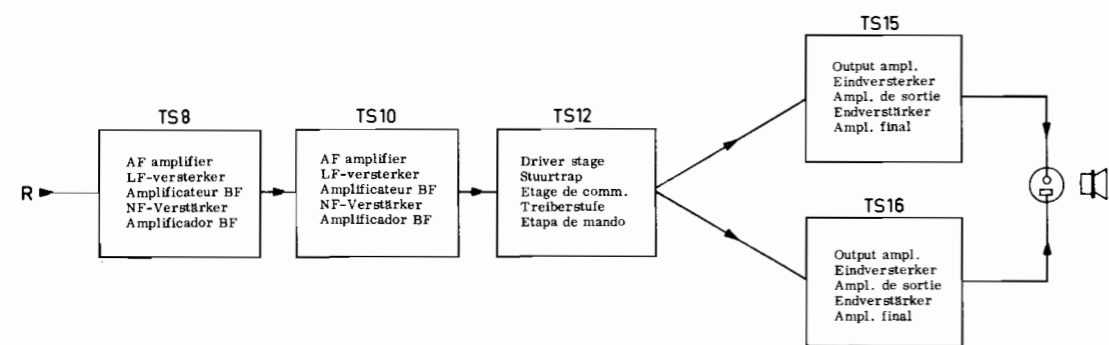 R
TS8
AF amplifier
LF-versterker
Amplificateur BF
NF-Verstärker
Amplificador BF
TS10
AF amplifier
LF-versterker
Amplificateur BF
NF-Verstärker
Amplificador BF
TS12
Driver stage
Stuurtrap
Etage de comm.
Treiberstufe
Etapa de mando
TS15
Output ampl.
Eindversterker
Ampl. de sortie
Endverstärker
Ampl. final
TS16
Output ampl.
Eindversterker
Ampl. de sortie
Endverstärker
Ampl. final